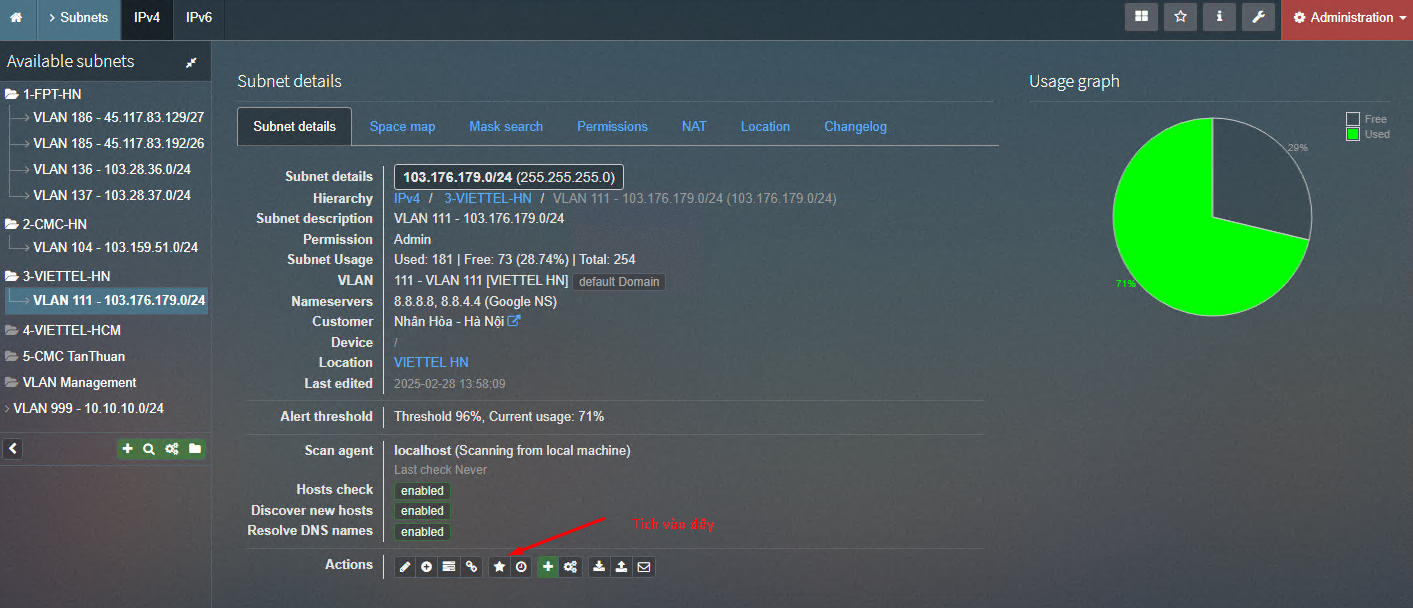 Subnets IPv4 IPv6 Administration
Available subnets
1-FPT-HN
VLAN 186 - 45.117.83.129/27
VLAN 185 - 45.117.83.192/26
VLAN 136 - 103.28.36.0/24
VLAN 137 - 103.28.37.0/24
2-CMC-HN
VLAN 104 - 103.159.51.0/24
3-VIETTEL-HN
VLAN 111 - 103.176.179.0/24
4-VIETTEL-HCM
5-CMC TanThuan
VLAN Management
VLAN 999 - 10.10.10.0/24
Subnet details
Subnet details Space map Mask search Permissions NAT Location Changelog
Subnet details 103.176.179.0/24 (255.255.255.0)
Hierarchy IPv4 / 3-VIETTEL-HN / VLAN 111 - 103.176.179.0/24 (103.176.179.0/24)
Subnet description VLAN 111 - 103.176.179.0/24
Permission Admin
Subnet Usage Used: 181 | Free: 73 (28.74%) | Total: 254
VLAN 111 - VLAN 111 [VIETTEL HN] default Domain
Nameservers 8.8.8.8, 8.8.4.4 (Google NS)
Customer Nhân Hòa - Hà Nội
Device /
Location VIETTEL HN
Last edited 2025-02-28 13:58:09
Alert threshold Threshold 96%, Current usage: 71%
Scan agent localhost (Scanning from local machine)
Last check Never
Hosts check enabled
Discover new hosts enabled
Resolve DNS names enabled
Tích vào đây
Actions
Usage graph
Free
Used
29%
71%